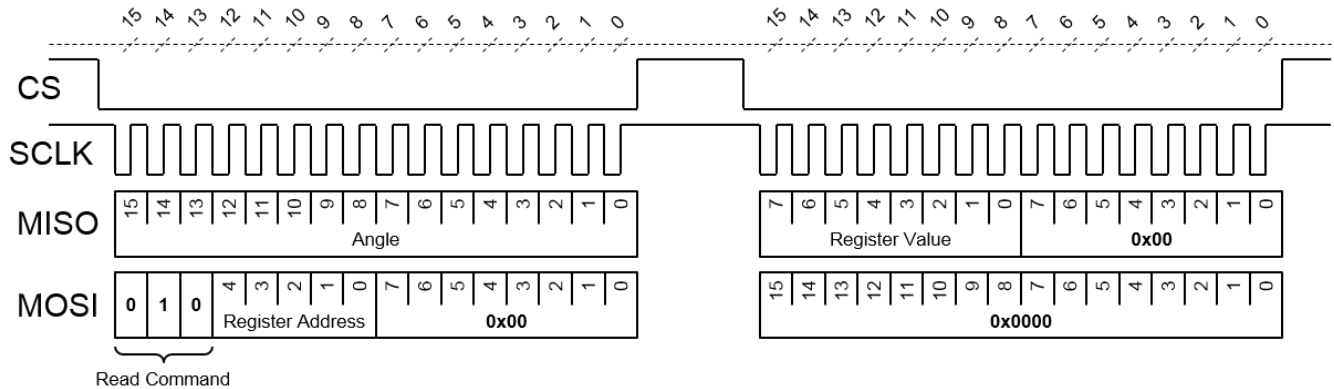 15 14 13 12 11 10 9 8 7 6 5 4 3 2 1 0 15 14 13 12 11 10 9 8 7 6 5 4 3 2 1 0
CS
SCLK
MISO 15 14 13 12 11 10 9 8 7 6 5 4 3 2 1 0 7 6 5 4 3 2 1 0 7 6 5 4 3 2 1 0
Angle Register Value 0x00
MOSI 0 1 0 4 3 2 1 0 7 6 5 4 3 2 1 0 15 14 13 12 11 10 9 8 7 6 5 4 3 2 1 0
Register Address 0x00 0x0000
Read Command